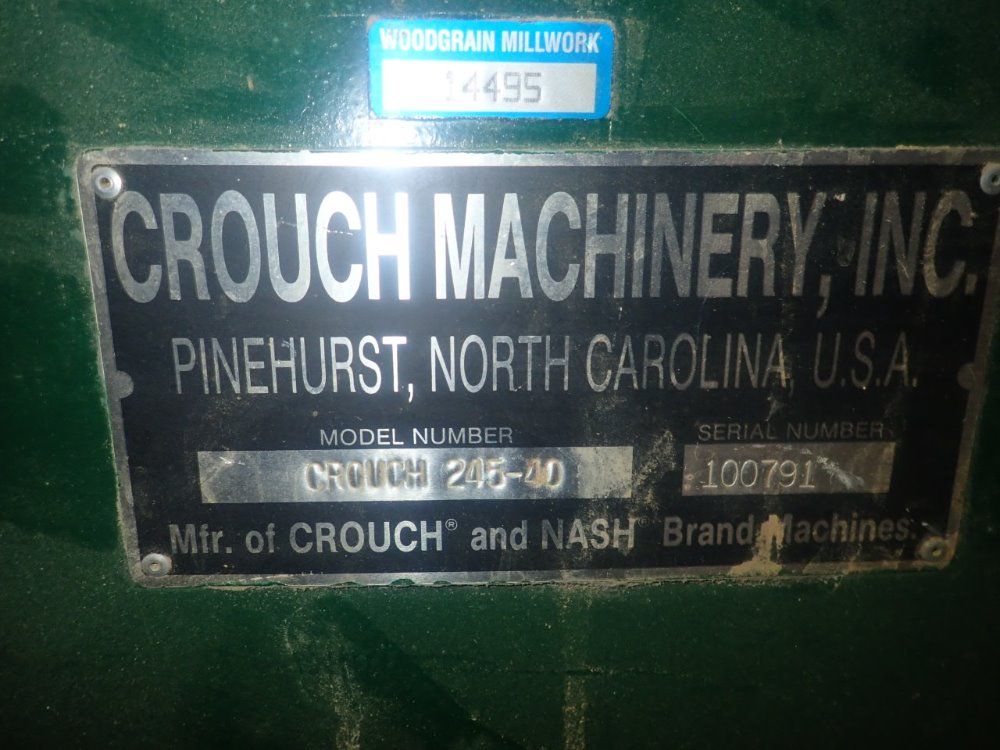 WOODGRAIN MILLWORK
14495
CROUCH MACHINERY, INC.
PINEHURST, NORTH CAROLINA, U.S.A.
MODEL NUMBER SERIAL NUMBER
CROUCH 245-40 100791
Mfr. of CROUCH® and NASH Brand Machines.